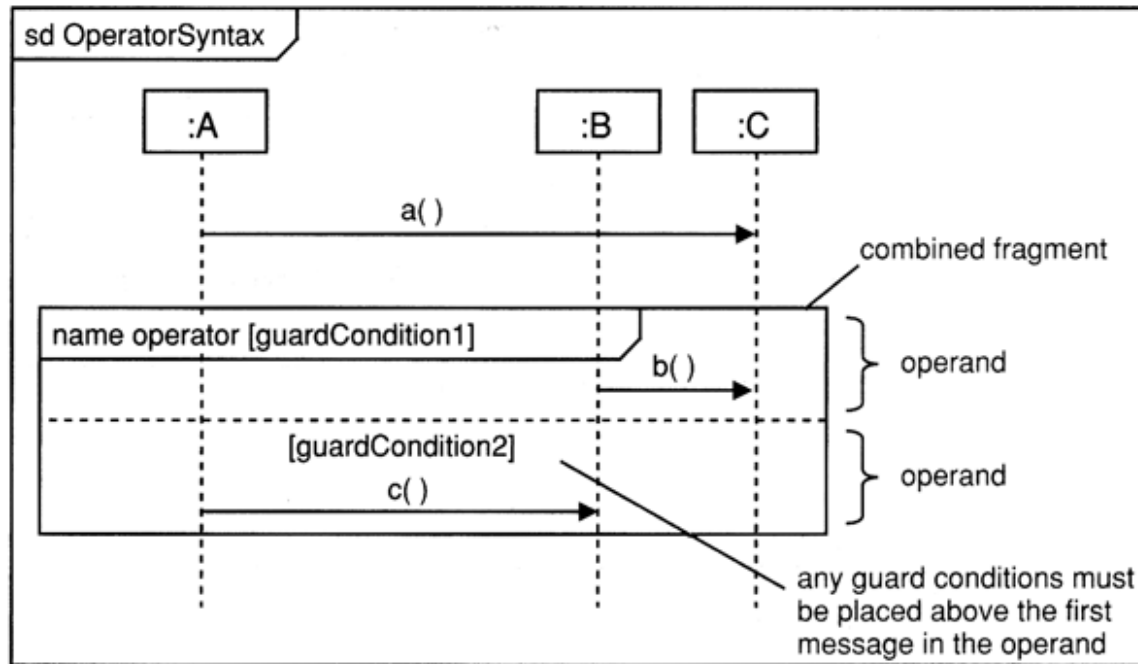 sd OperatorSyntax
:A
:B
:C
a( )
combined fragment
name operator [guardCondition1]
b( )
operand
[guardCondition2]
operand
c( )
any guard conditions must
be placed above the first
message in the operand